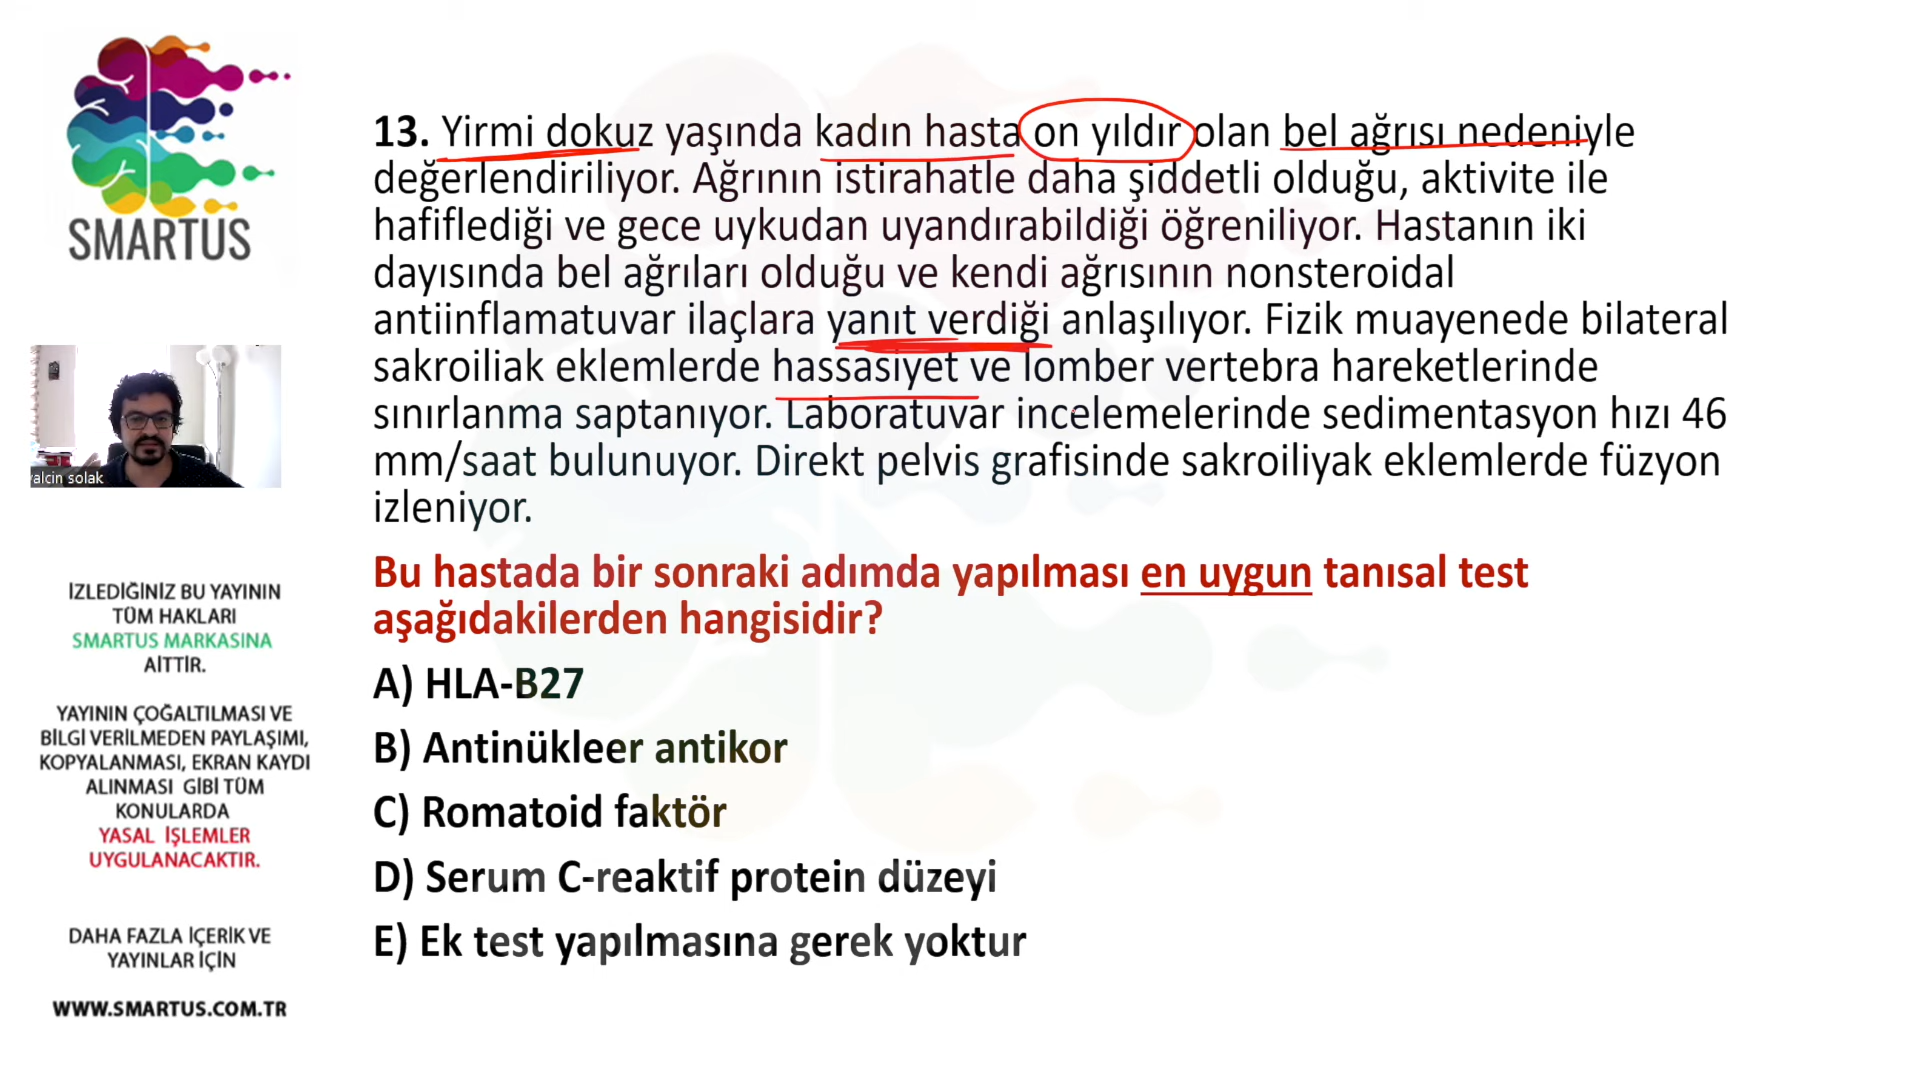 SMARTUS
13. Yirmi dokuz yaşında kadın hasta on yıldır olan bel ağrısı nedeniyle
değerlendiriliyor. Ağrının istirahatle daha şiddetli olduğu, aktivite ile
hafiflediği ve gece uykudan uyandırabildiği öğreniliyor. Hastanın iki
dayısında bel ağrıları olduğu ve kendi ağrısının nonsteroidal
antiinflamatuvar ilaçlara yanıt verdiği anlaşılıyor. Fizik muayenede bilateral
sakroiliak eklemlerde hassasiyet ve lomber vertebra hareketlerinde
sınırlanma saptanıyor. Laboratuvar incelemelerinde sedimentasyon hızı 46
mm/saat bulunuyor. Direkt pelvis grafisinde sakroiliyak eklemlerde füzyon
izleniyor.
Bu hastada bir sonraki adımda yapılması en uygun tanısal test
aşağıdakilerden hangisidir?
A) HLA-B27
B) Antinükleer antikor
C) Romatoid faktör
D) Serum C-reaktif protein düzeyi
E) Ek test yapılmasına gerek yoktur
yalcin solak
İZLEDİĞİNİZ BU YAYININ
TÜM HAKLARI
SMARTUS MARKASINA
AİTTİR.
YAYININ ÇOĞALTILMASI VE
BİLGİ VERİLMEDEN PAYLAŞIMI,
KOPYALANMASI, EKRAN KAYDI
ALINMASI GİBİ TÜM
KONULARDA
YASAL İŞLEMLER
UYGULANACAKTIR.
DAHA FAZLA İÇERİK VE
YAYINLAR İÇİN
WWW.SMARTUS.COM.TR